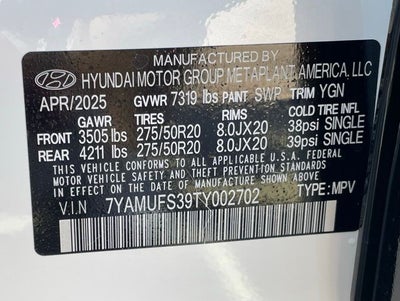 MANUFACTURED BY
HYUNDAI MOTOR GROUP METAPLANT AMERICA, LLC
APR/2025 GVWR 7319 lbs PAINT SWP TRIM YGN
GAWR TIRES RIMS COLD TIRE INFL
FRONT 3505 lbs 275/50R20 8.0JX20 38psi SINGLE
REAR 4211 lbs 275/50R20 8.0JX20 39psi SINGLE
THIS VEHICLE CONFORMS TO ALL APPLICABLE U.S.A. FEDERAL
MOTOR VEHICLE SAFETY AND THEFT PREVENTION STANDARDS
IN EFFECT ON THE DATE OF MANUFACTURE SHOWN ABOVE.
V.I.N 7YAMUFS39TY002702 TYPE: MPV